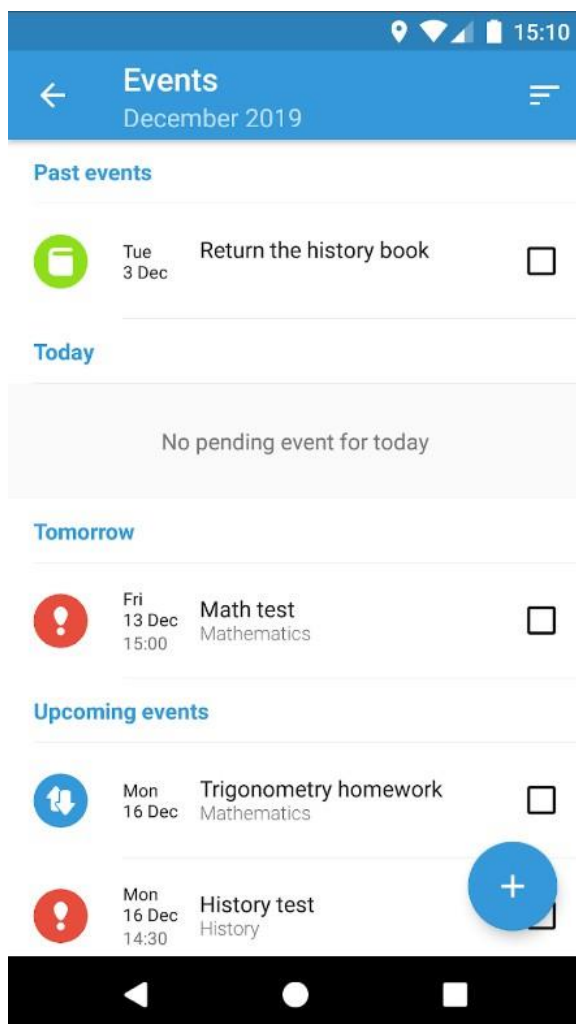 15:10
Events
December 2019
Past events
Tue
3 Dec
Return the history book
Today
No pending event for today
Tomorrow
Fri
13 Dec
15:00
Math test
Mathematics
Upcoming events
Mon
16 Dec
Trigonometry homework
Mathematics
Mon
16 Dec
14:30
History test
History